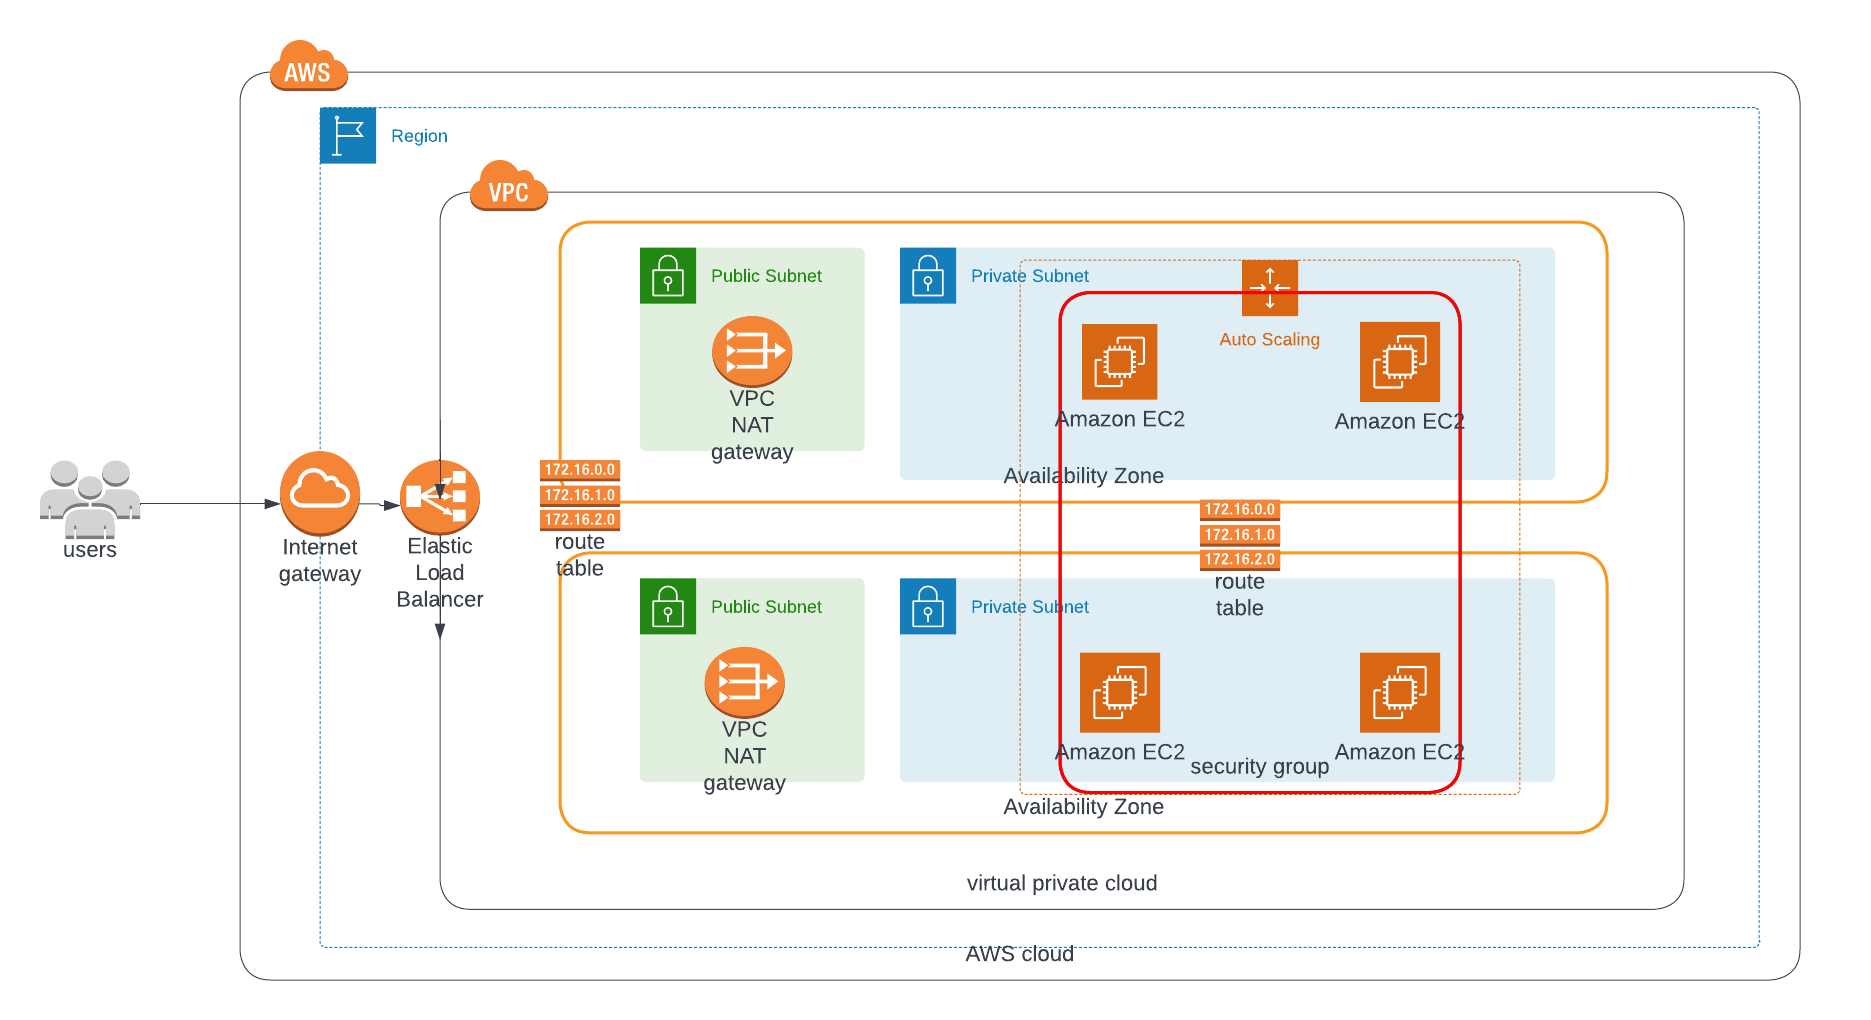 AWS
Region
VPC
Public Subnet
Private Subnet
Auto Scaling
VPC
NAT
gateway
Amazon EC2
Amazon EC2
Availability Zone
172.16.0.0
172.16.1.0
172.16.2.0
route
table
172.16.0.0
172.16.1.0
172.16.2.0
route
table
users
Internet
gateway
Elastic
Load
Balancer
Public Subnet
Private Subnet
VPC
NAT
gateway
Amazon EC2
Amazon EC2
security group
Availability Zone
virtual private cloud
AWS cloud